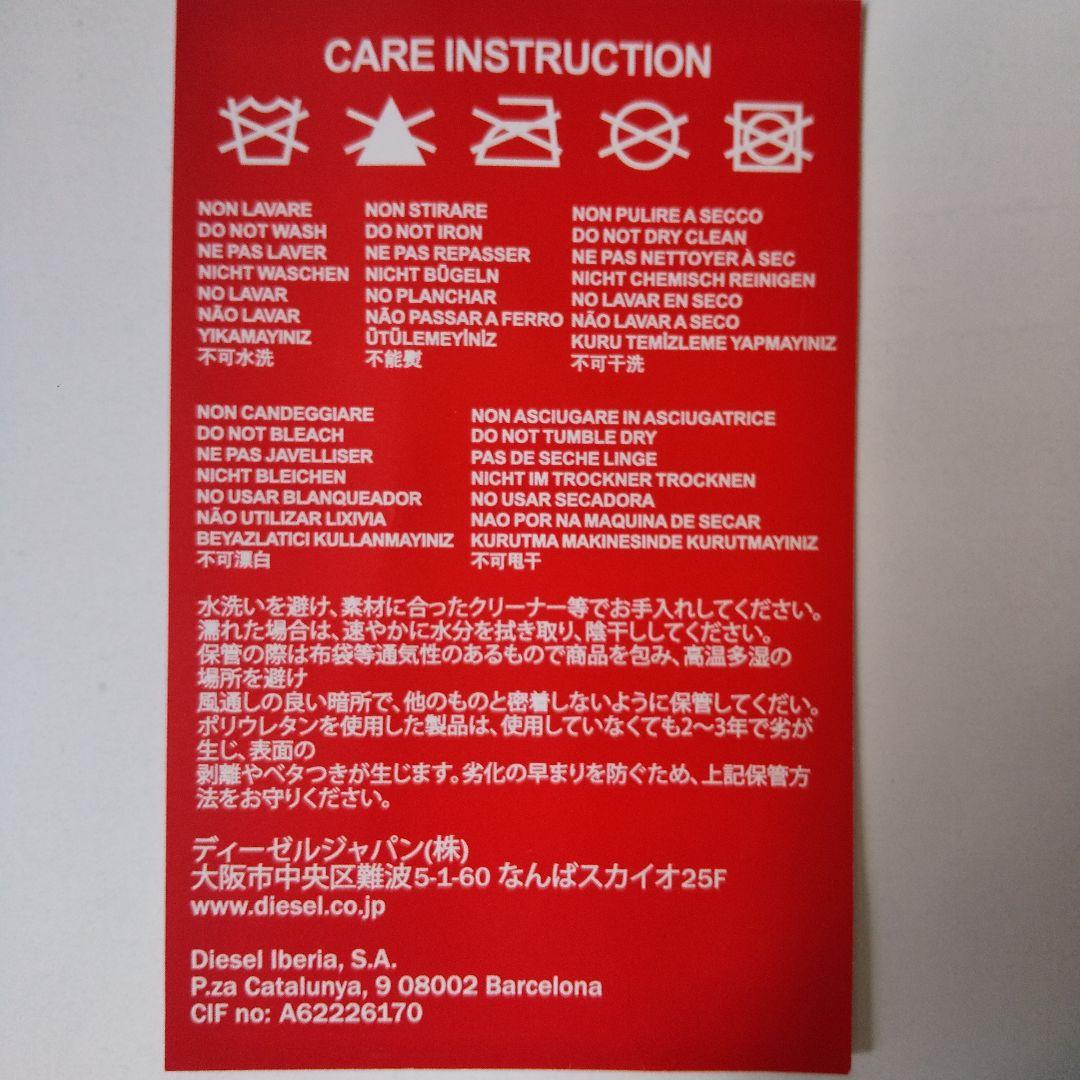 CARE INSTRUCTION
NON LAVARE
DO NOT WASH
NE PAS LAVER
NICHT WASCHEN
NO LAVAR
NÃO LAVAR
YIKAMAYINIZ
不可水洗
NON STIRARE
DO NOT IRON
NE PAS REPASSER
NICHT BŪGELN
NO PLANCHAR
NÃO PASSAR A FERRO
ŪTŪLEMEYİNİZ
不能熨
NON PULIRE A SECCO
DO NOT DRY CLEAN
NE PAS NETTOYER À SEC
NICHT CHEMISCH REINIGEN
NO LAVAR EN SECO
NÃO LAVAR A SECO
KURU TEMİZLEME YAPMAYINIZ
不可干洗
NON CANDEGGIARE
DO NOT BLEACH
NE PAS JAVELLISER
NICHT BLEICHEN
NO USAR BLANQUEADOR
NÃO UTILIZAR LIXIVIA
BEYAZLATICI KULLANMAYINIZ
不可漂白
NON ASCIUGARE IN ASCIUGATRICE
DO NOT TUMBLE DRY
PAS DE SECHE LINGE
NICHT IM TROCKNER TROCKNEN
NO USAR SECADORA
NAO POR NA MAQUINA DE SECAR
KURUTMA MAKINESINDE KURUTMAYINIZ
不可甩干
水洗いを避け、素材に合ったクリーナー等でお手入れしてください。
濡れた場合は、速やかに水分を拭き取り、陰干ししてください。
保管の際は布袋等通気性のあるもので商品を包み、高温多湿の
場所を避け
風通しの良い暗所で、他のものと密着しないように保管してくだい。
ポリウレタンを使用した製品は、使用していなくても2〜3年で劣が
生じ、表面の
剥離やベタつきが生じます。劣化の早まりを防ぐため、上記保管方
法をお守りください。
ディーゼルジャパン(株)
大阪市中央区難波5-1-60 なんばスカイオ25F
www.diesel.co.jp
Diesel Iberia, S.A.
P.za Catalunya, 9 08002 Barcelona
CIF no: A62226170